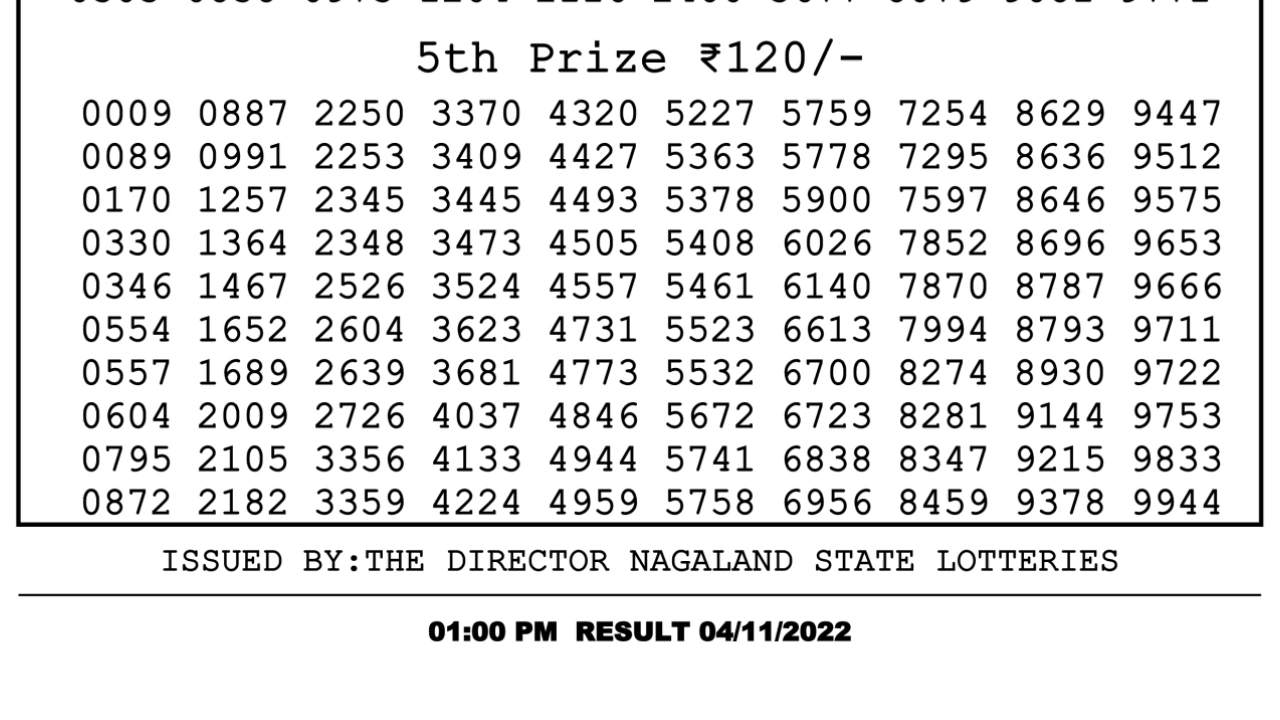 5th Prize ₹120/-
0009 0887 2250 3370 4320 5227 5759 7254 8629 9447
0089 0991 2253 3409 4427 5363 5778 7295 8636 9512
0170 1257 2345 3445 4493 5378 5900 7597 8646 9575
0330 1364 2348 3473 4505 5408 6026 7852 8696 9653
0346 1467 2526 3524 4557 5461 6140 7870 8787 9666
0554 1652 2604 3623 4731 5523 6613 7994 8793 9711
0557 1689 2639 3681 4773 5532 6700 8274 8930 9722
0604 2009 2726 4037 4846 5672 6723 8281 9144 9753
0795 2105 3356 4133 4944 5741 6838 8347 9215 9833
0872 2182 3359 4224 4959 5758 6956 8459 9378 9944
ISSUED BY:THE DIRECTOR NAGALAND STATE LOTTERIES
01:00 PM RESULT 04/11/2022